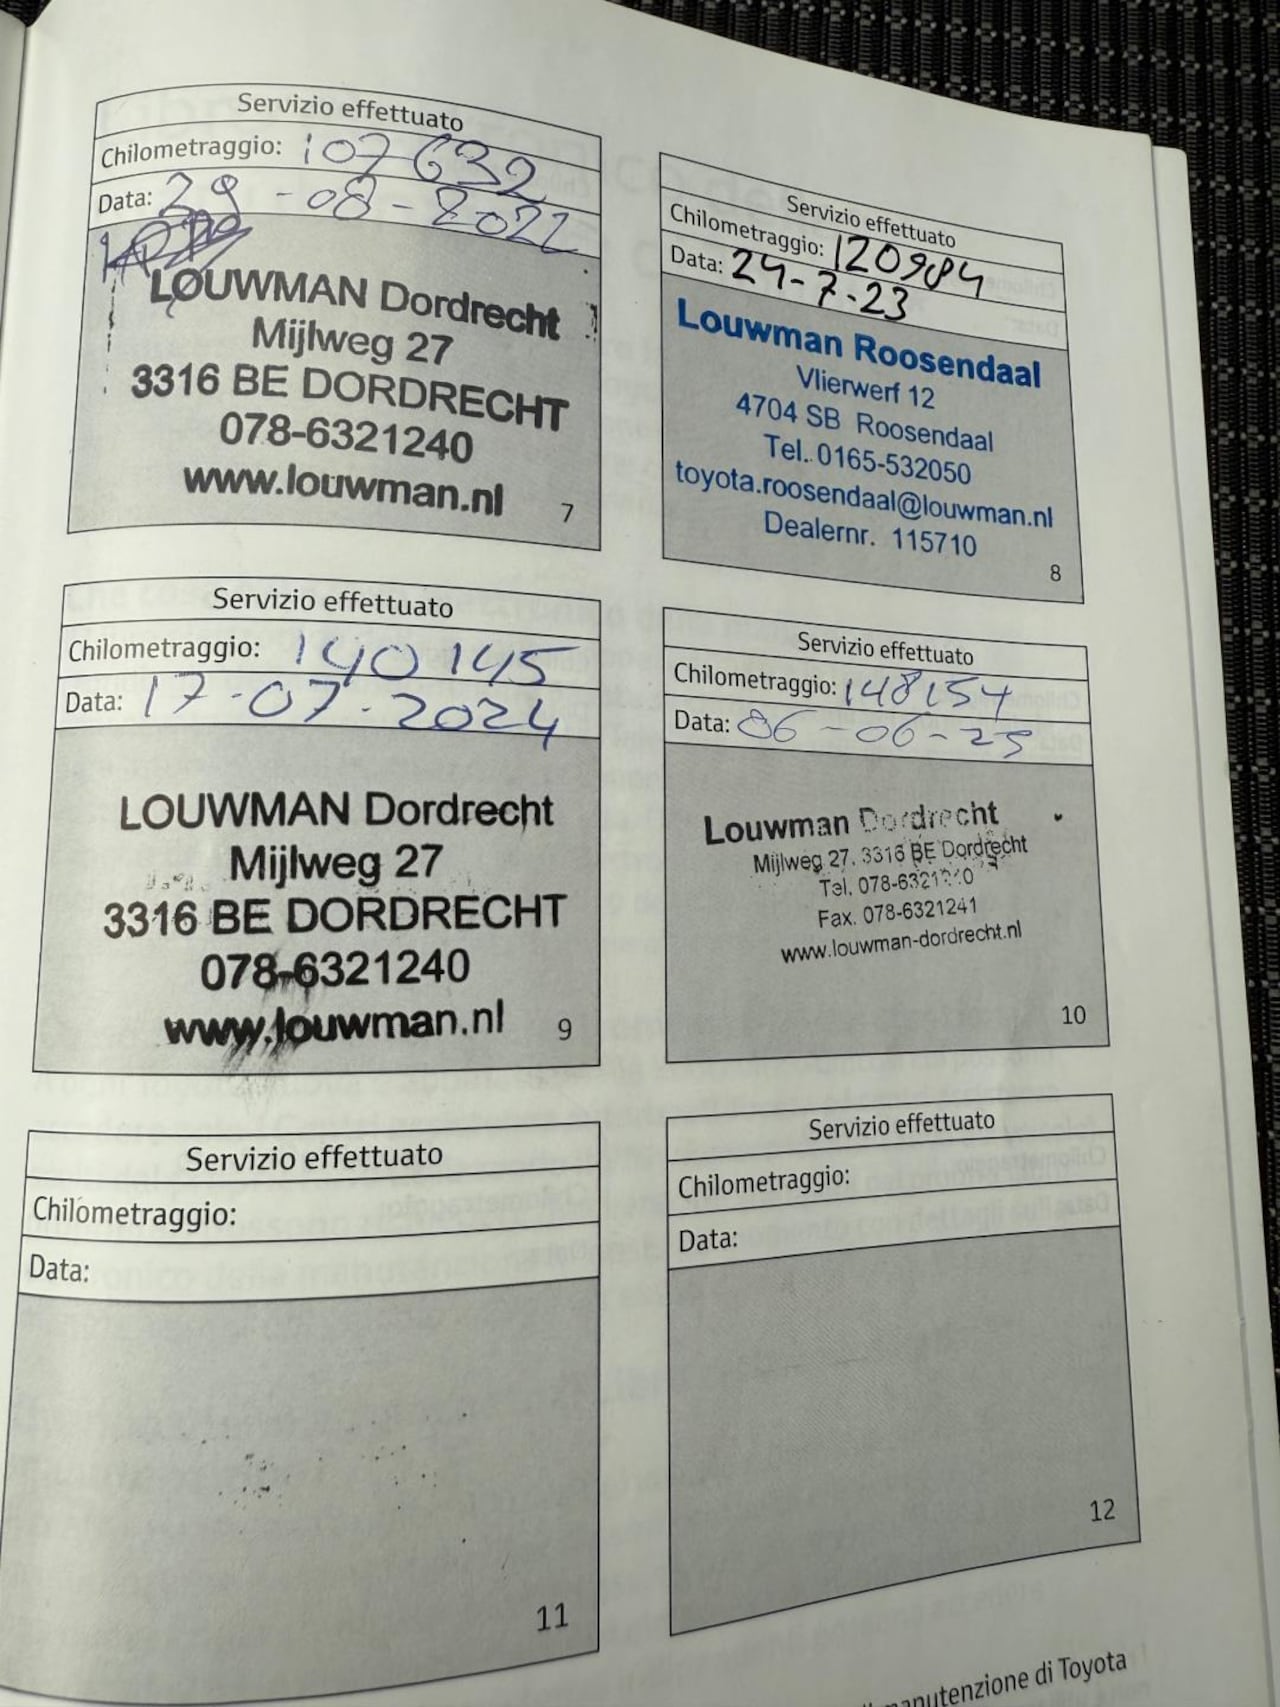 Servizio effettuato
Chilometraggio: 107632
Data: 29-08-2022
LOUWMAN Dordrecht
Mijlweg 27
3316 BE DORDRECHT
078-6321240
www.louwman.nl
7
Servizio effettuato
Chilometraggio: 120984
Data: 24-7-23
Louwman Roosendaal
Vlierwerf 12
4704 SB Roosendaal
Tel. 0165-532050
toyota.roosendaal@louwman.nl
Dealernr. 115710
8
Servizio effettuato
Chilometraggio: 140145
Data: 17-07-2024
LOUWMAN Dordrecht
Mijlweg 27
3316 BE DORDRECHT
078-6321240
www.louwman.nl
9
Servizio effettuato
Chilometraggio: 148154
Data: 06-06-25
Louwman Dordrecht
Mijlweg 27, 3316 BE Dordrecht
Tel. 078-6321240
Fax. 078-6321241
www.louwman-dordrecht.nl
10
Servizio effettuato
Chilometraggio:
Data:
11
Servizio effettuato
Chilometraggio:
Data:
12
manutenzione di Toyota